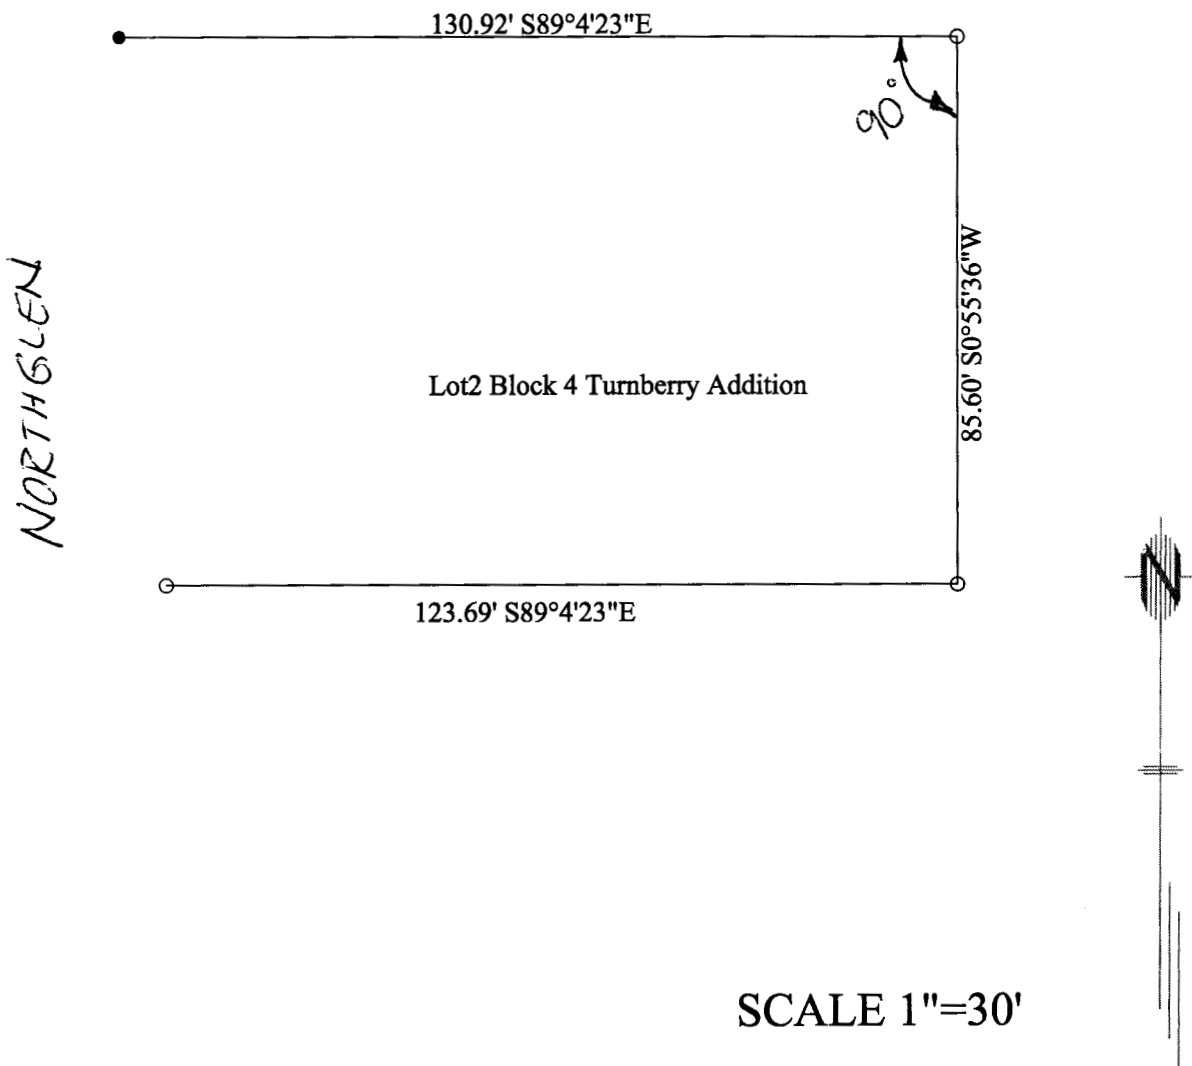 130.92' S89°4'23"E
90°
NORTHGLEN
85.60' S0°55'36"W
Lot2 Block 4 Turnberry Addition
N
123.69' S89°4'23"E
SCALE 1"=30'